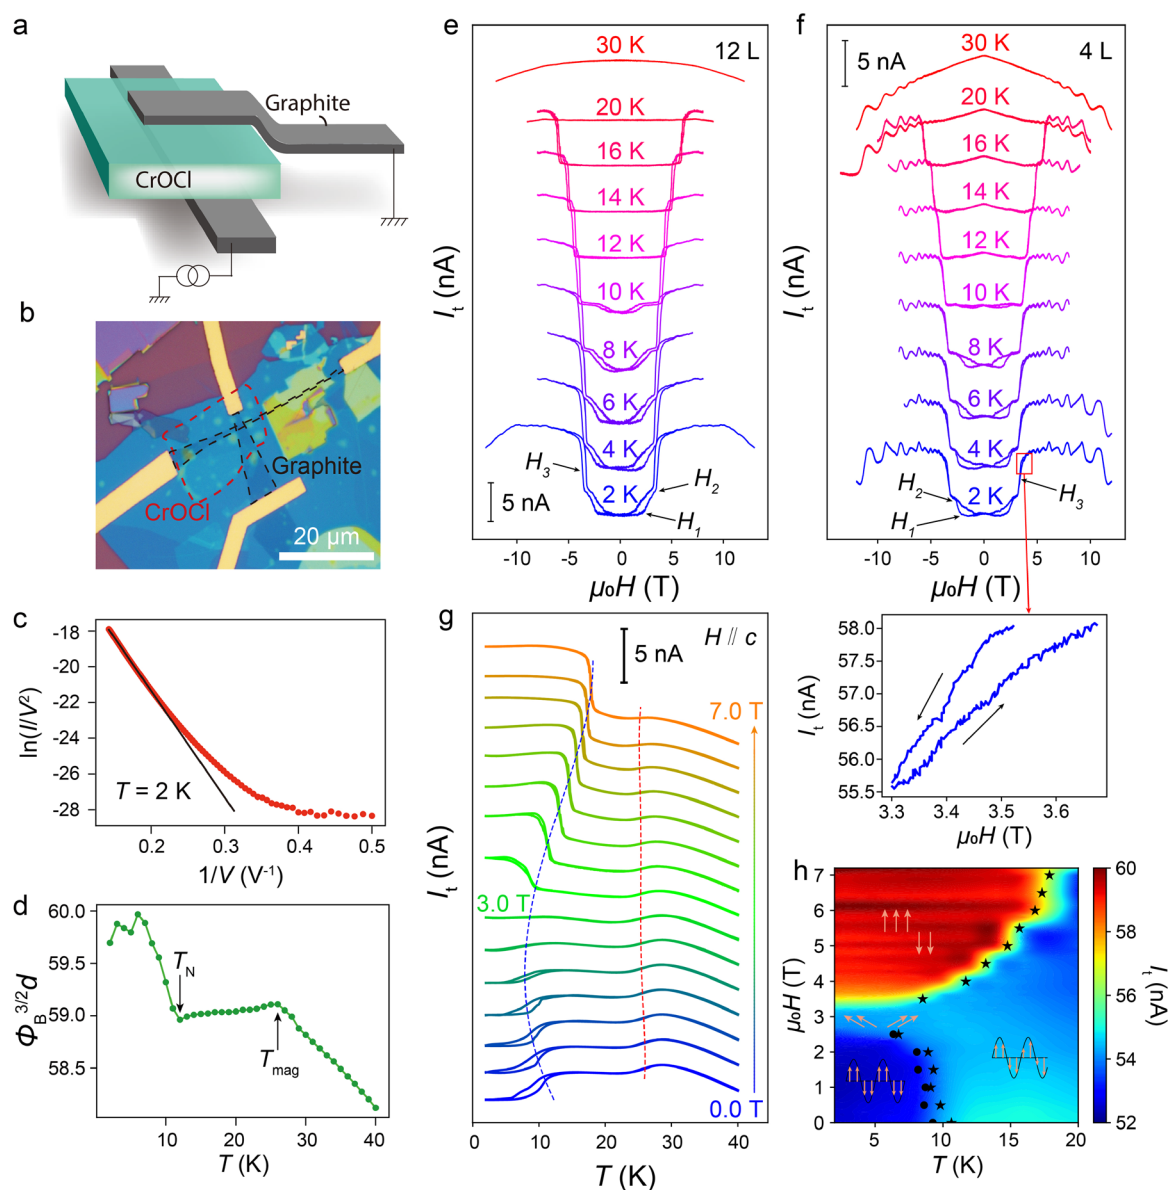 a
Graphite
CrOCl
b
Graphite
CrOCl
20 μm
c
-18
-20
-22
-24
-26
-28
ln(I/V²)
T = 2 K
0.2
0.3
0.4
0.5
1/V (V⁻¹)
d
60.0
59.5
59.0
58.5
Φ_B^3/2 d
T_N
T_mag
10
20
30
40
T (K)
e
12 L
30 K
20 K
16 K
14 K
12 K
10 K
8 K
6 K
4 K
2 K
H₃
H₂
H₁
5 nA
I_t (nA)
-10
-5
0
5
10
μ₀H (T)
f
4 L
5 nA
30 K
20 K
16 K
14 K
12 K
10 K
8 K
6 K
4 K
2 K
H₂
H₁
H₃
I_t (nA)
-10
-5
0
5
10
μ₀H (T)
58.0
57.5
57.0
56.5
56.0
55.5
I_t (nA)
3.3
3.4
3.5
3.6
μ₀H (T)
g
5 nA
H // c
7.0 T
3.0 T
0.0 T
I_t (nA)
0
10
20
30
40
T (K)
h
7
6
5
4
3
2
1
0
μ₀H (T)
5
10
15
20
T (K)
60
58
56
54
52
I_t (nA)